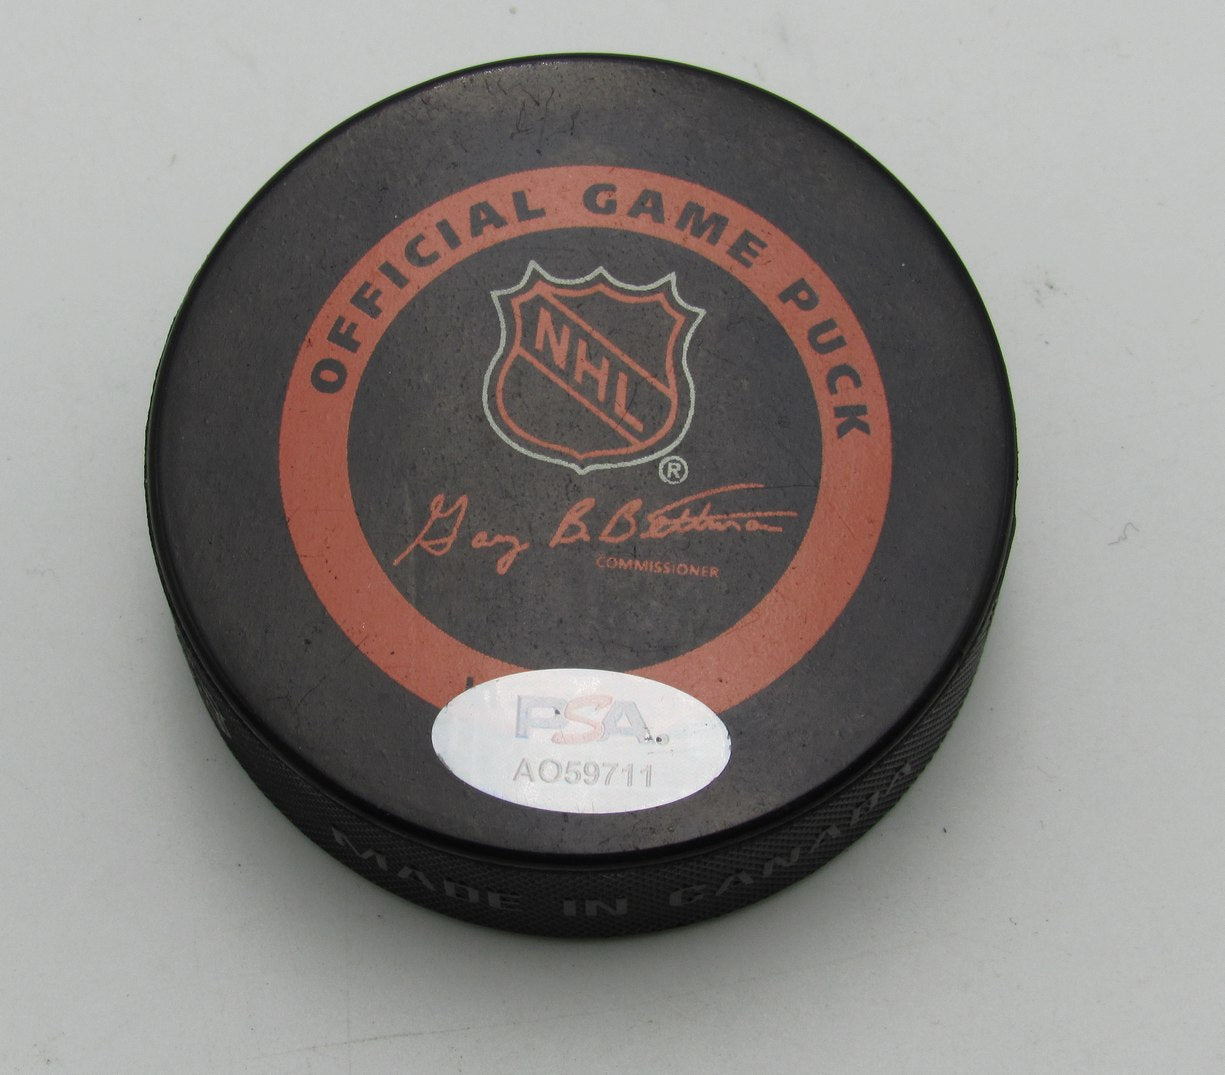 OFFICIAL GAME PUCK
NHL
®
Gary B. Bettman
COMMISSIONER
PSA
AO59711
MADE IN CANADA